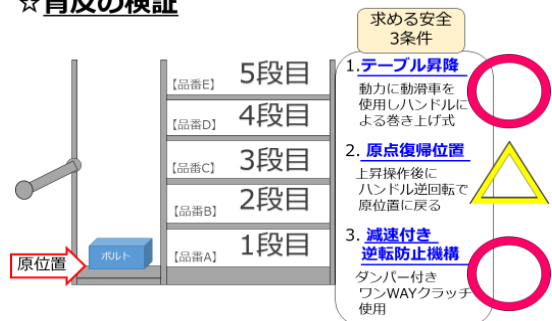 ☆背反の検証
求める安全
3条件
【品番E】 5段目
【品番D】 4段目
【品番C】 3段目
【品番B】 2段目
【品番A】 1段目
ボルト
原位置
1.テーブル昇降
動力に動滑車を
使用しハンドルに
よる巻き上げ式
2. 原点復帰位置
上昇操作後に
ハンドル逆回転で
原位置に戻る
3. 減速付き
逆転防止機構
ダンパー付き
ワンWAYクラッチ
使用